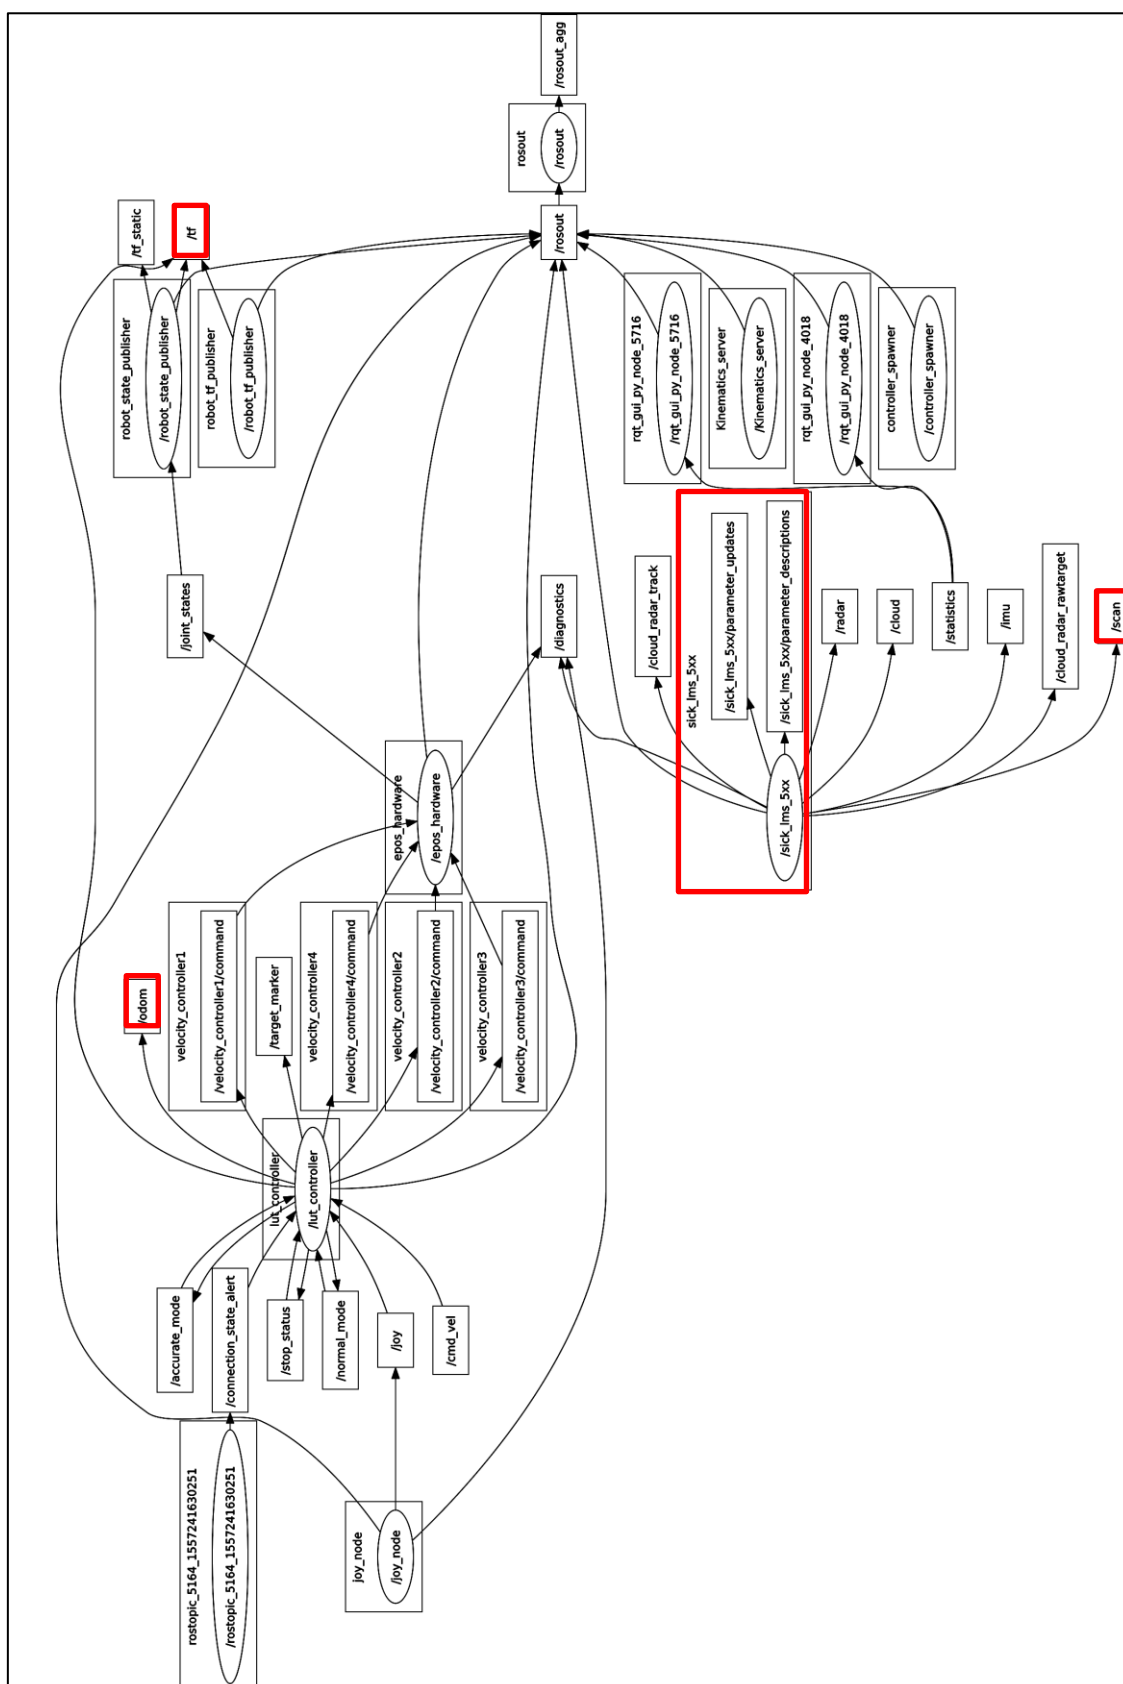 /rosout_agg
rosout
/rosout
/rosout
/tf_static
/tf
robot_state_publisher
/robot_state_publisher
robot_tf_publisher
/robot_tf_publisher
rqt_gui_py_node_5716
/rqt_gui_py_node_5716
Kinematics_server
/Kinematics_server
rqt_gui_py_node_4018
/rqt_gui_py_node_4018
controller_spawner
/controller_spawner
/joint_states
/diagnostics
/cloud_radar_track
sick_lms_5xx
/sick_lms_5xx/parameter_updates
/sick_lms_5xx/parameter_descriptions
/sick_lms_5xx
/radar
/cloud
/statistics
/imu
/cloud_radar_rawtarget
/scan
epos_hardware
/epos_hardware
/odom
velocity_controller1
/velocity_controller1/command
/target_marker
velocity_controller4
/velocity_controller4/command
velocity_controller2
/velocity_controller2/command
velocity_controller3
/velocity_controller3/command
lut_controller
/lut_controller
/accurate_mode
/connection_state_alert
/stop_status
/normal_mode
/joy
/cmd_vel
rostopic_5164_1557241630251
/rostopic_5164_1557241630251
joy_node
/joy_node